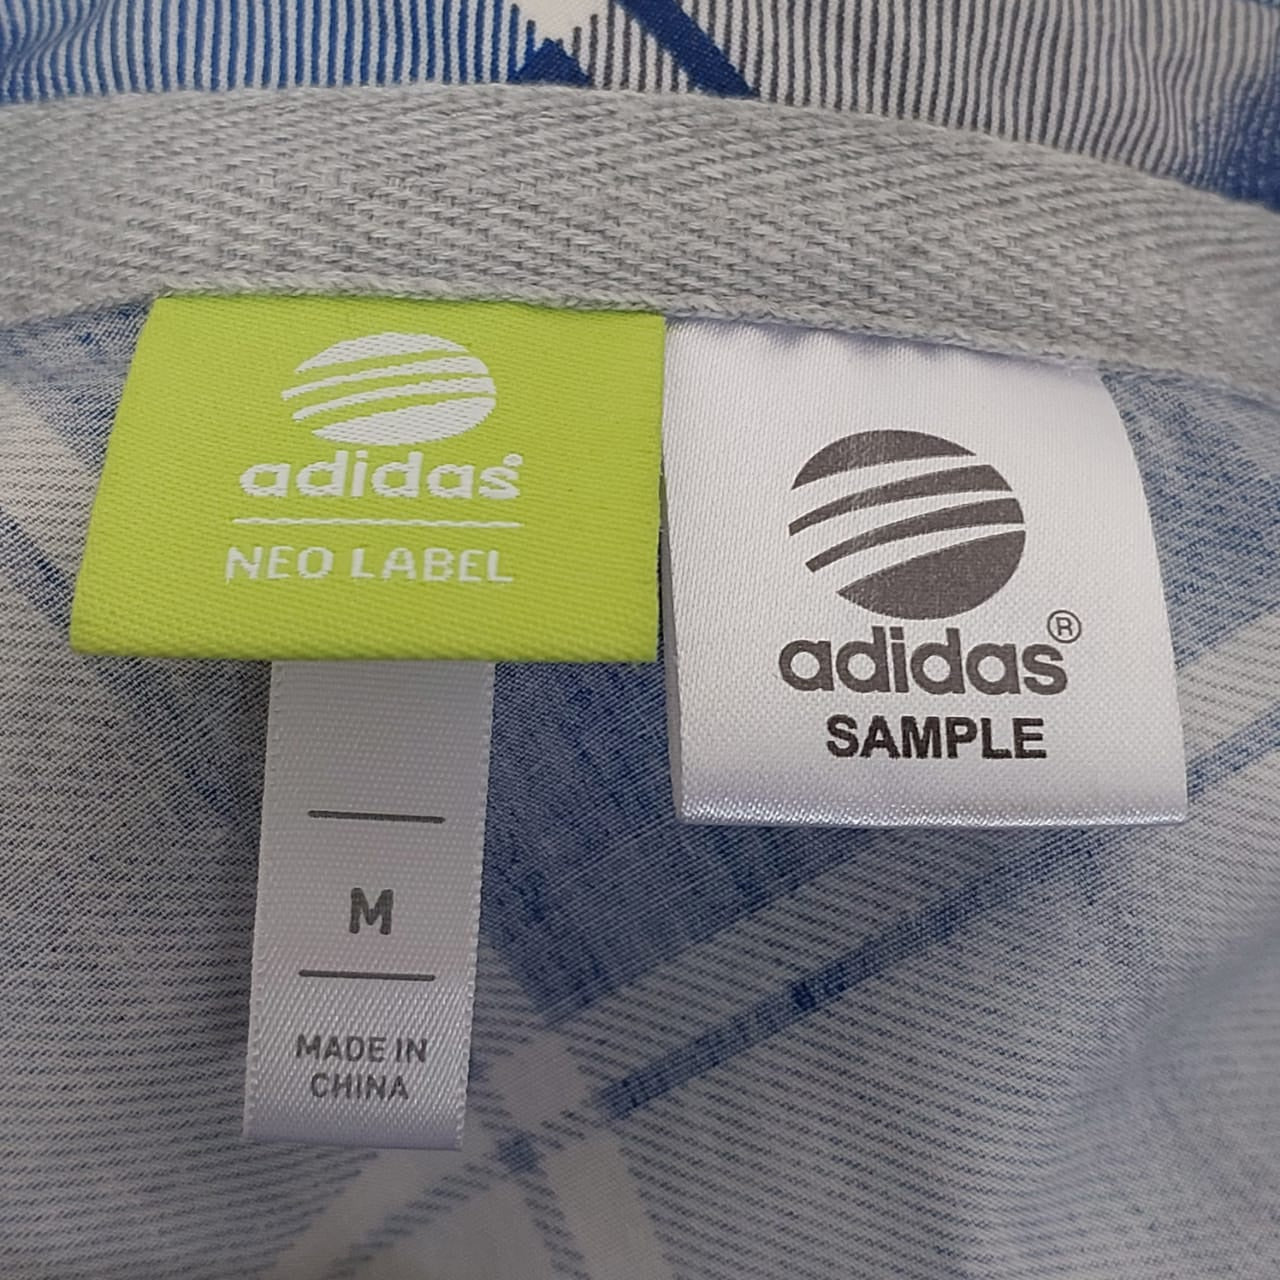 adidas
NEO LABEL
M
MADE IN
CHINA
adidas®
SAMPLE